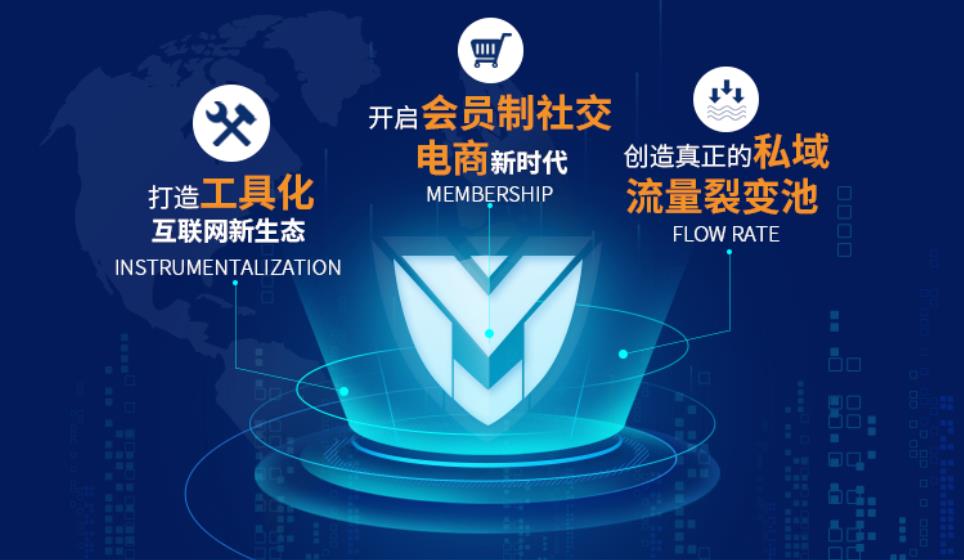 打造工具化
互联网新生态
INSTRUMENTALIZATION
开启会员制社交
电商新时代
MEMBERSHIP
创造真正的私域
流量裂变池
FLOW RATE